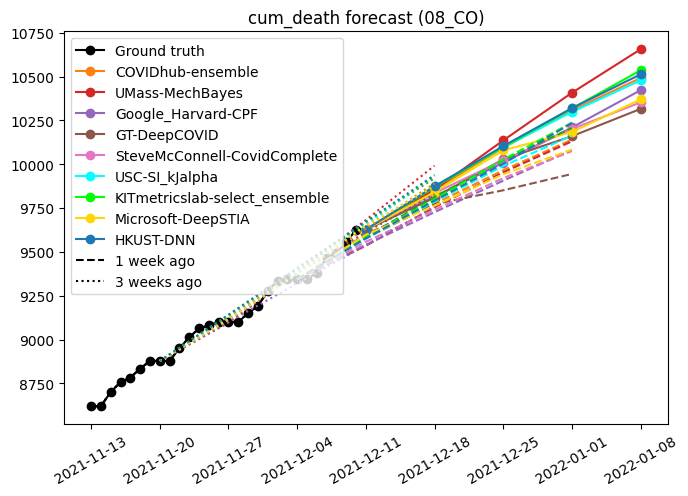 cum_death forecast (08_CO)
10750
10500
10250
10000
9750
9500
9250
9000
8750
Ground truth
COVIDhub-ensemble
UMass-MechBayes
Google_Harvard-CPF
GT-DeepCOVID
SteveMcConnell-CovidComplete
USC-SI_kJalpha
KITmetricslab-select_ensemble
Microsoft-DeepSTIA
HKUST-DNN
1 week ago
3 weeks ago
2021-11-13
2021-11-20
2021-11-27
2021-12-04
2021-12-11
2021-12-18
2021-12-25
2022-01-01
2022-01-08